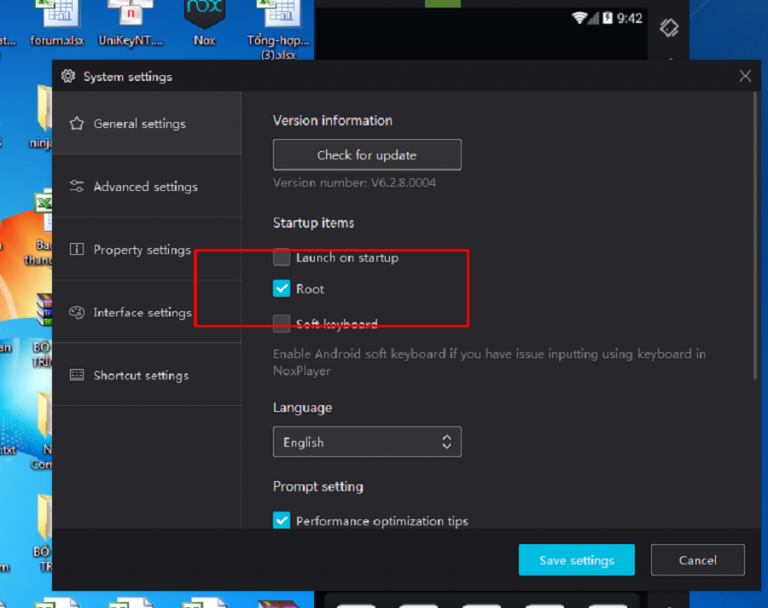 forum.xlsx
UniKeyNT....
Nox
Tổng-hợp...
(3).xlsx
9:42
System settings
General settings
Advanced settings
Property settings
Interface settings
Shortcut settings
Version information
Check for update
Version number: V6.2.8.0004
Startup items
Launch on startup
Root
Soft keyboard
Enable Android soft keyboard if you have issue inputting using keyboard in
NoxPlayer
Language
English
Prompt setting
Performance optimization tips
Save settings
Cancel